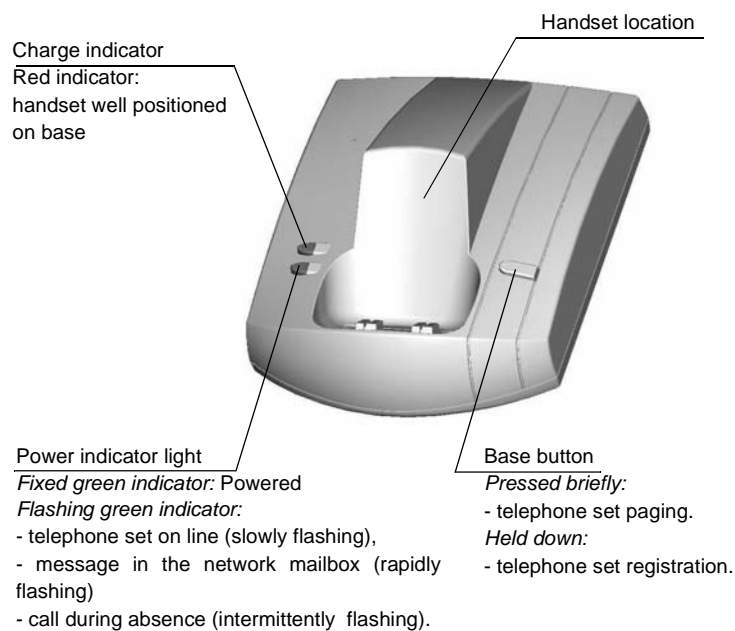 Handset location
Charge indicator
Red indicator:
handset well positioned
on base
Power indicator light
Fixed green indicator: Powered
Flashing green indicator:
- telephone set on line (slowly flashing),
- message in the network mailbox (rapidly
flashing)
- call during absence (intermittently flashing).
Base button
Pressed briefly:
- telephone set paging.
Held down:
- telephone set registration.